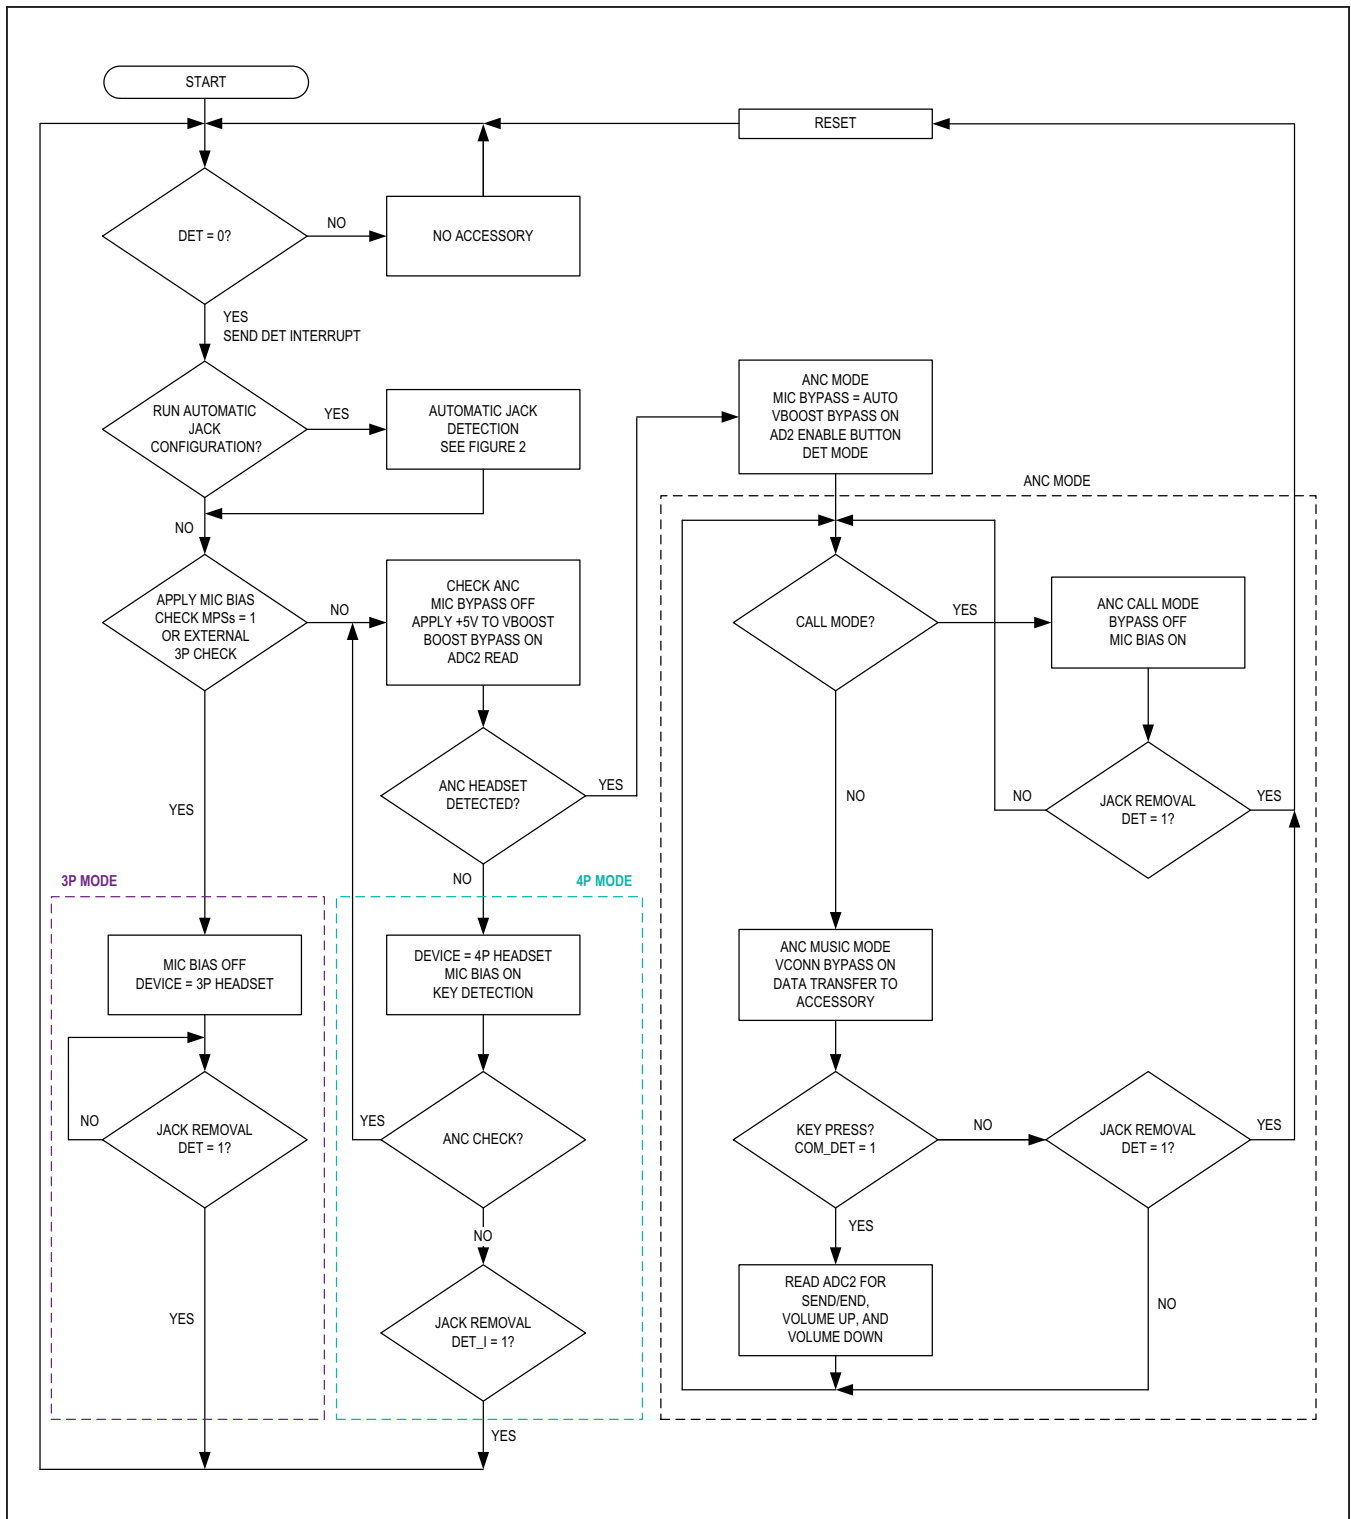 START
RESET
DET = 0?
NO
NO ACCESSORY
YES
SEND DET INTERRUPT
RUN AUTOMATIC
JACK
CONFIGURATION?
YES
AUTOMATIC JACK
DETECTION
SEE FIGURE 2
NO
ANC MODE
MIC BYPASS = AUTO
VBOOST BYPASS ON
AD2 ENABLE BUTTON
DET MODE
ANC MODE
APPLY MIC BIAS
CHECK MPSs = 1
OR EXTERNAL
3P CHECK
NO
CHECK ANC
MIC BYPASS OFF
APPLY +5V TO VBOOST
BOOST BYPASS ON
ADC2 READ
CALL MODE?
YES
ANC CALL MODE
BYPASS OFF
MIC BIAS ON
YES
ANC HEADSET
DETECTED?
YES
NO
NO
JACK REMOVAL
DET = 1?
YES
NO
3P MODE
4P MODE
MIC BIAS OFF
DEVICE = 3P HEADSET
DEVICE = 4P HEADSET
MIC BIAS ON
KEY DETECTION
ANC MUSIC MODE
VCONN BYPASS ON
DATA TRANSFER TO
ACCESSORY
NO
JACK REMOVAL
DET = 1?
YES
ANC CHECK?
KEY PRESS?
COM_DET = 1
NO
JACK REMOVAL
DET = 1?
YES
YES
NO
YES
NO
JACK REMOVAL
DET_I = 1?
READ ADC2 FOR
SEND/END,
VOLUME UP, AND
VOLUME DOWN
NO
YES